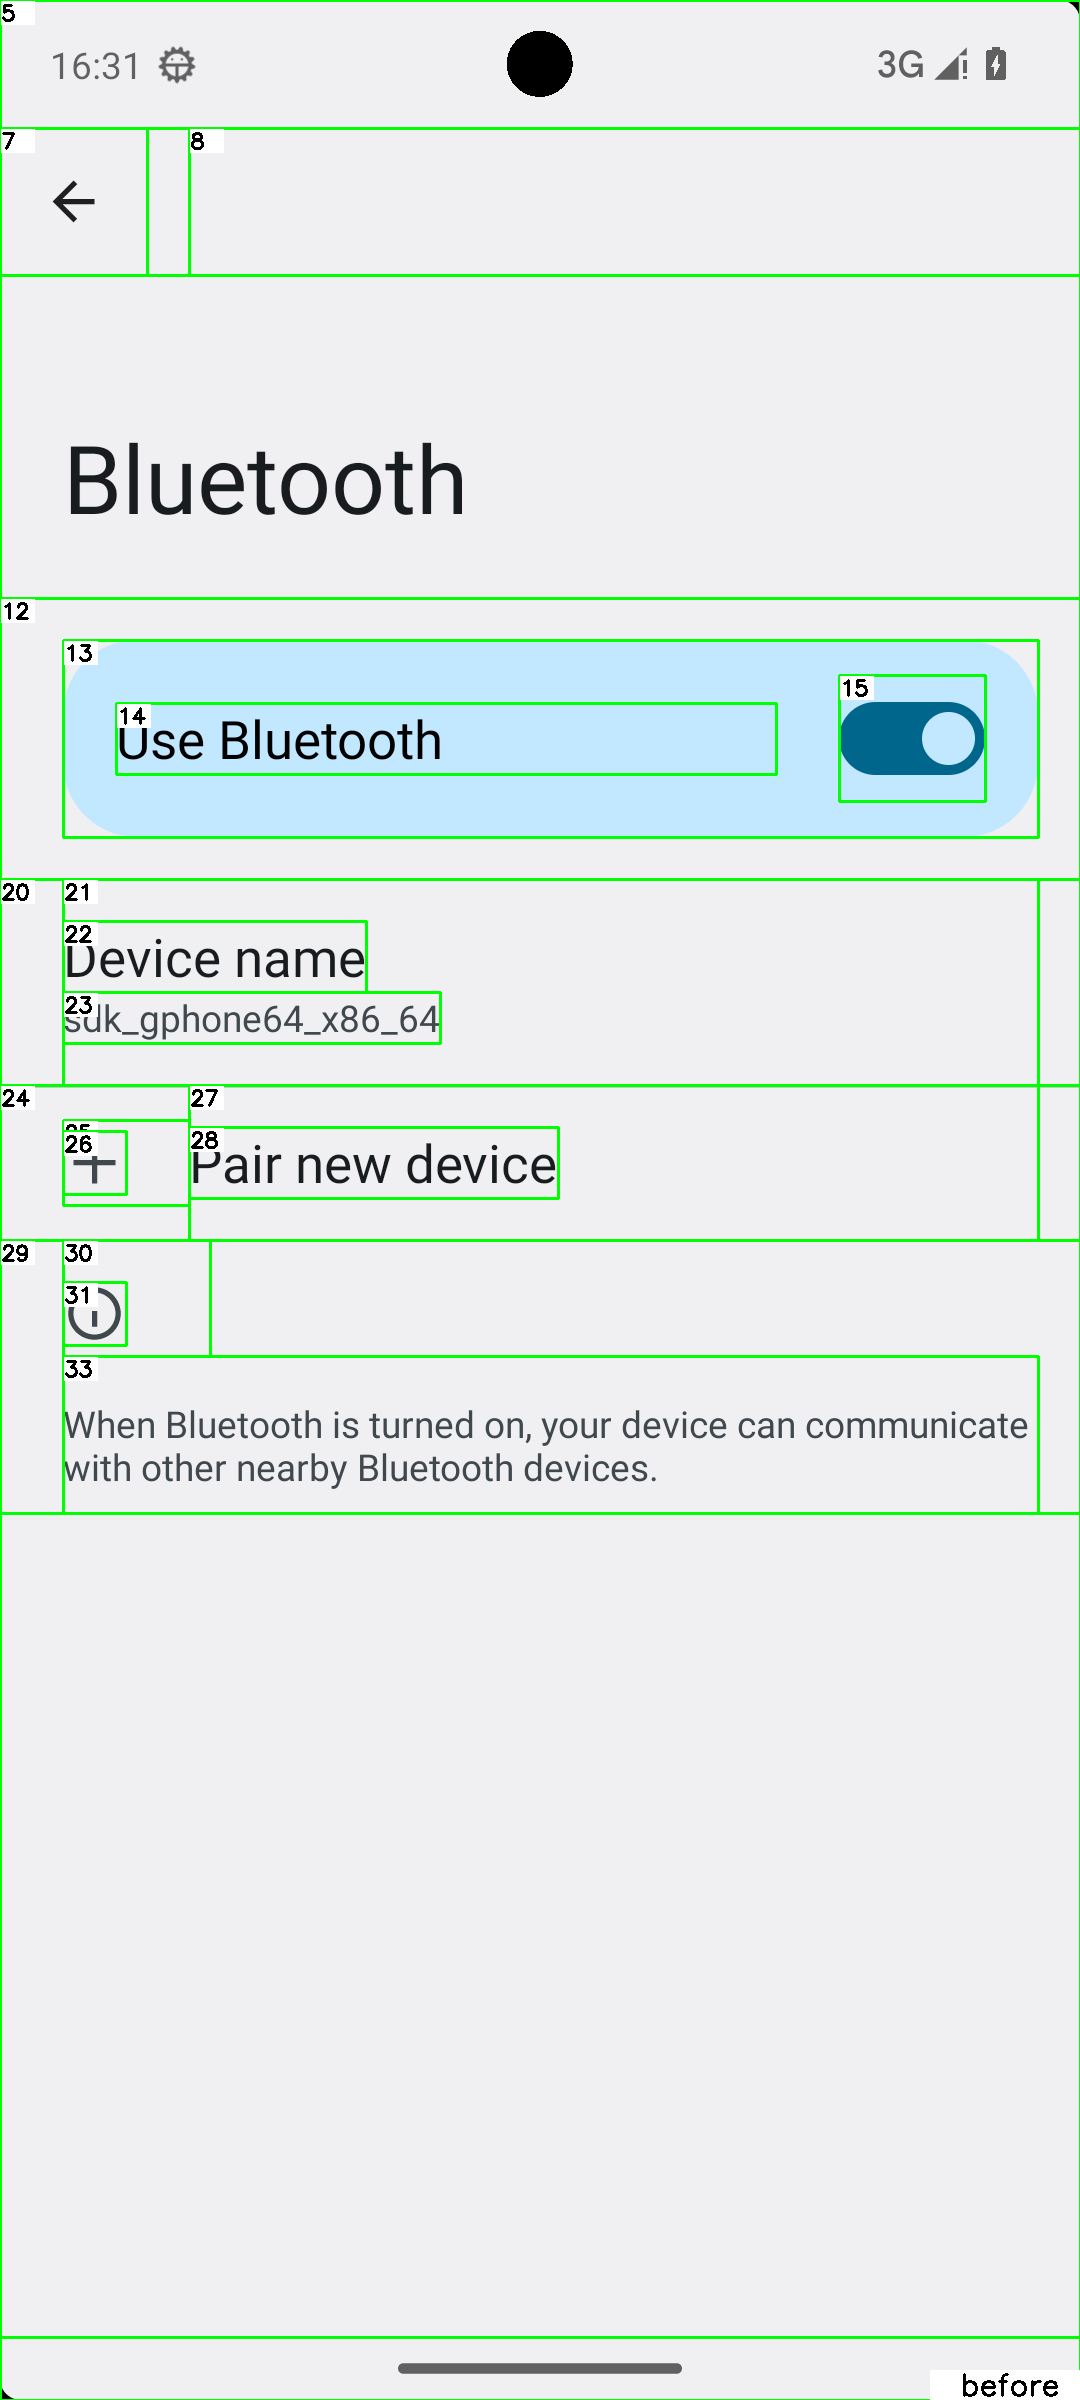 5
16:31
3G
7
8
Bluetooth
12
13
14
Use Bluetooth
15
20
21
22
Device name
23
sdk_gphone64_x86_64
24
27
26
28
Pair new device
29
30
31
33
When Bluetooth is turned on, your device can communicate
with other nearby Bluetooth devices.
before